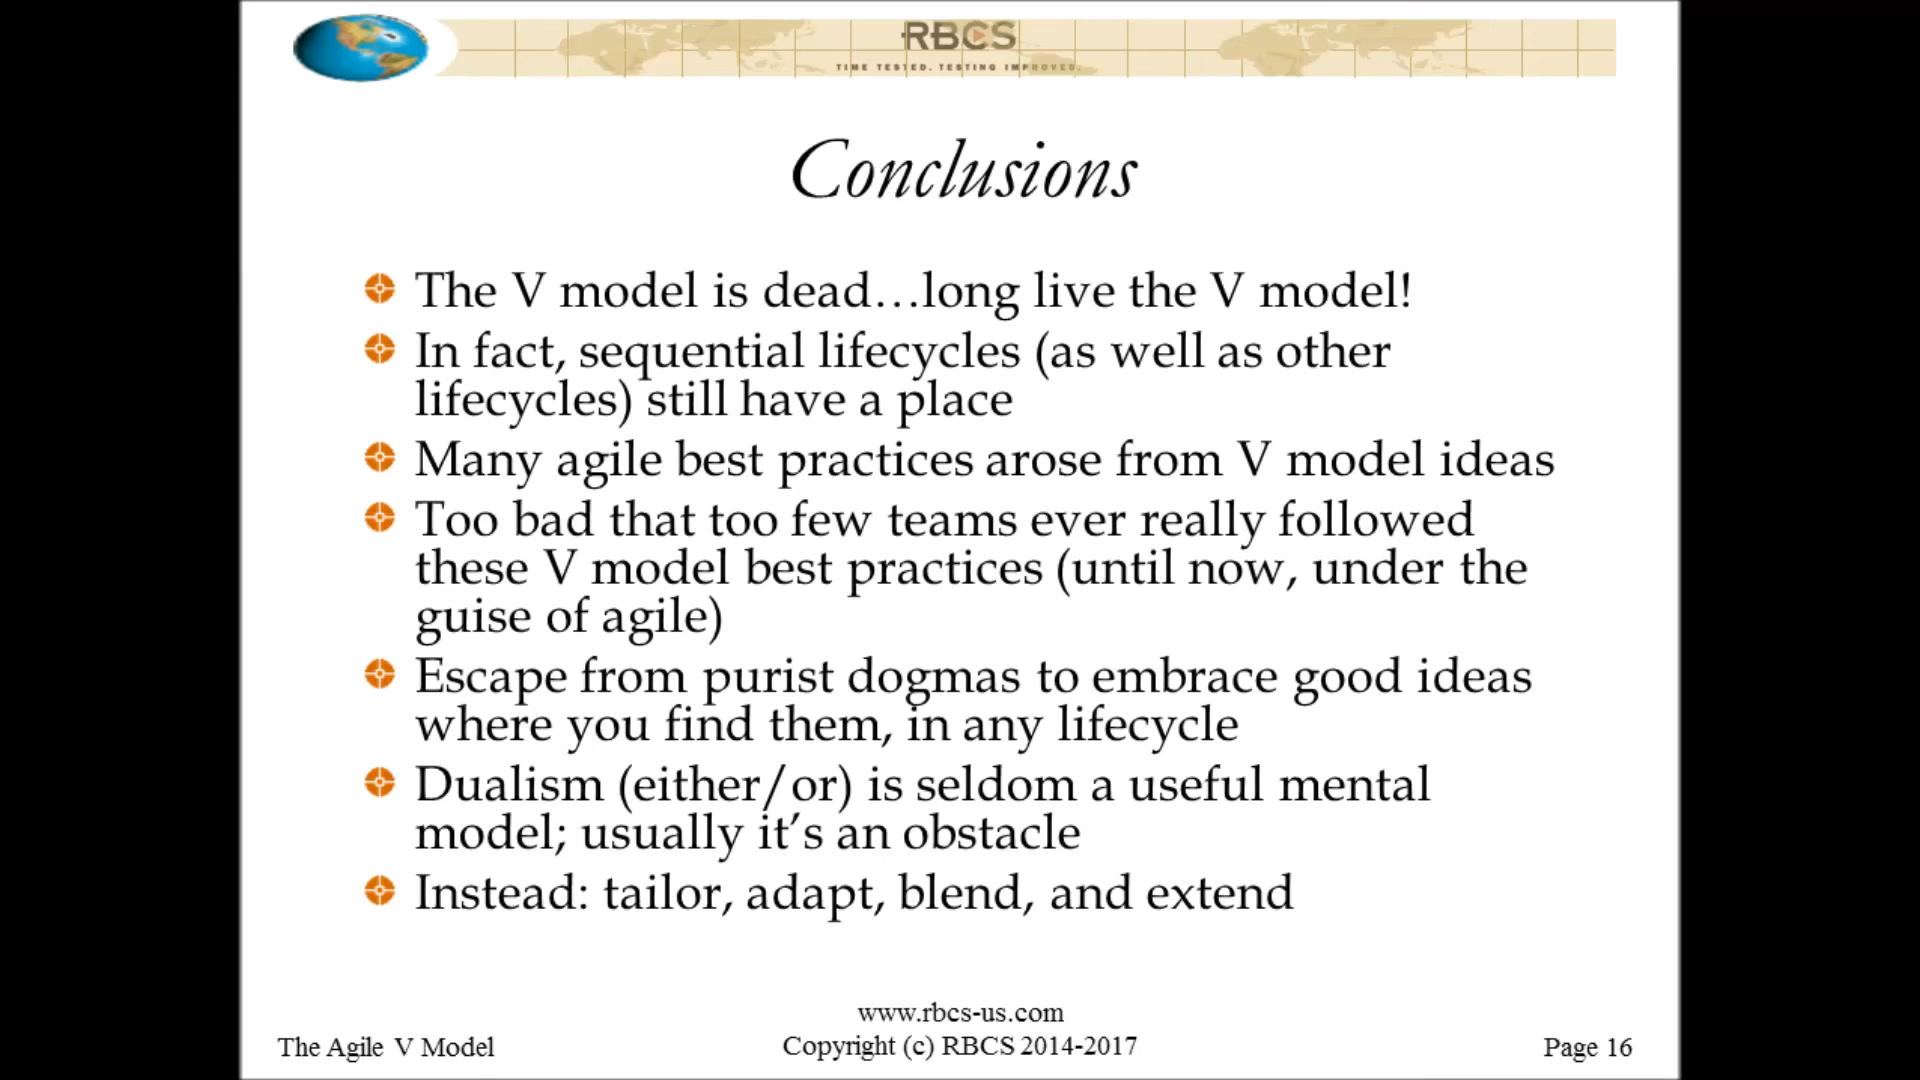 RBCS
TIME TESTED. TESTING IMPROVED.
Conclusions
The V model is dead…long live the V model!
In fact, sequential lifecycles (as well as other
lifecycles) still have a place
Many agile best practices arose from V model ideas
Too bad that too few teams ever really followed
these V model best practices (until now, under the
guise of agile)
Escape from purist dogmas to embrace good ideas
where you find them, in any lifecycle
Dualism (either/or) is seldom a useful mental
model; usually it’s an obstacle
Instead: tailor, adapt, blend, and extend
www.rbcs-us.com
The Agile V Model
Copyright (c) RBCS 2014-2017
Page 16